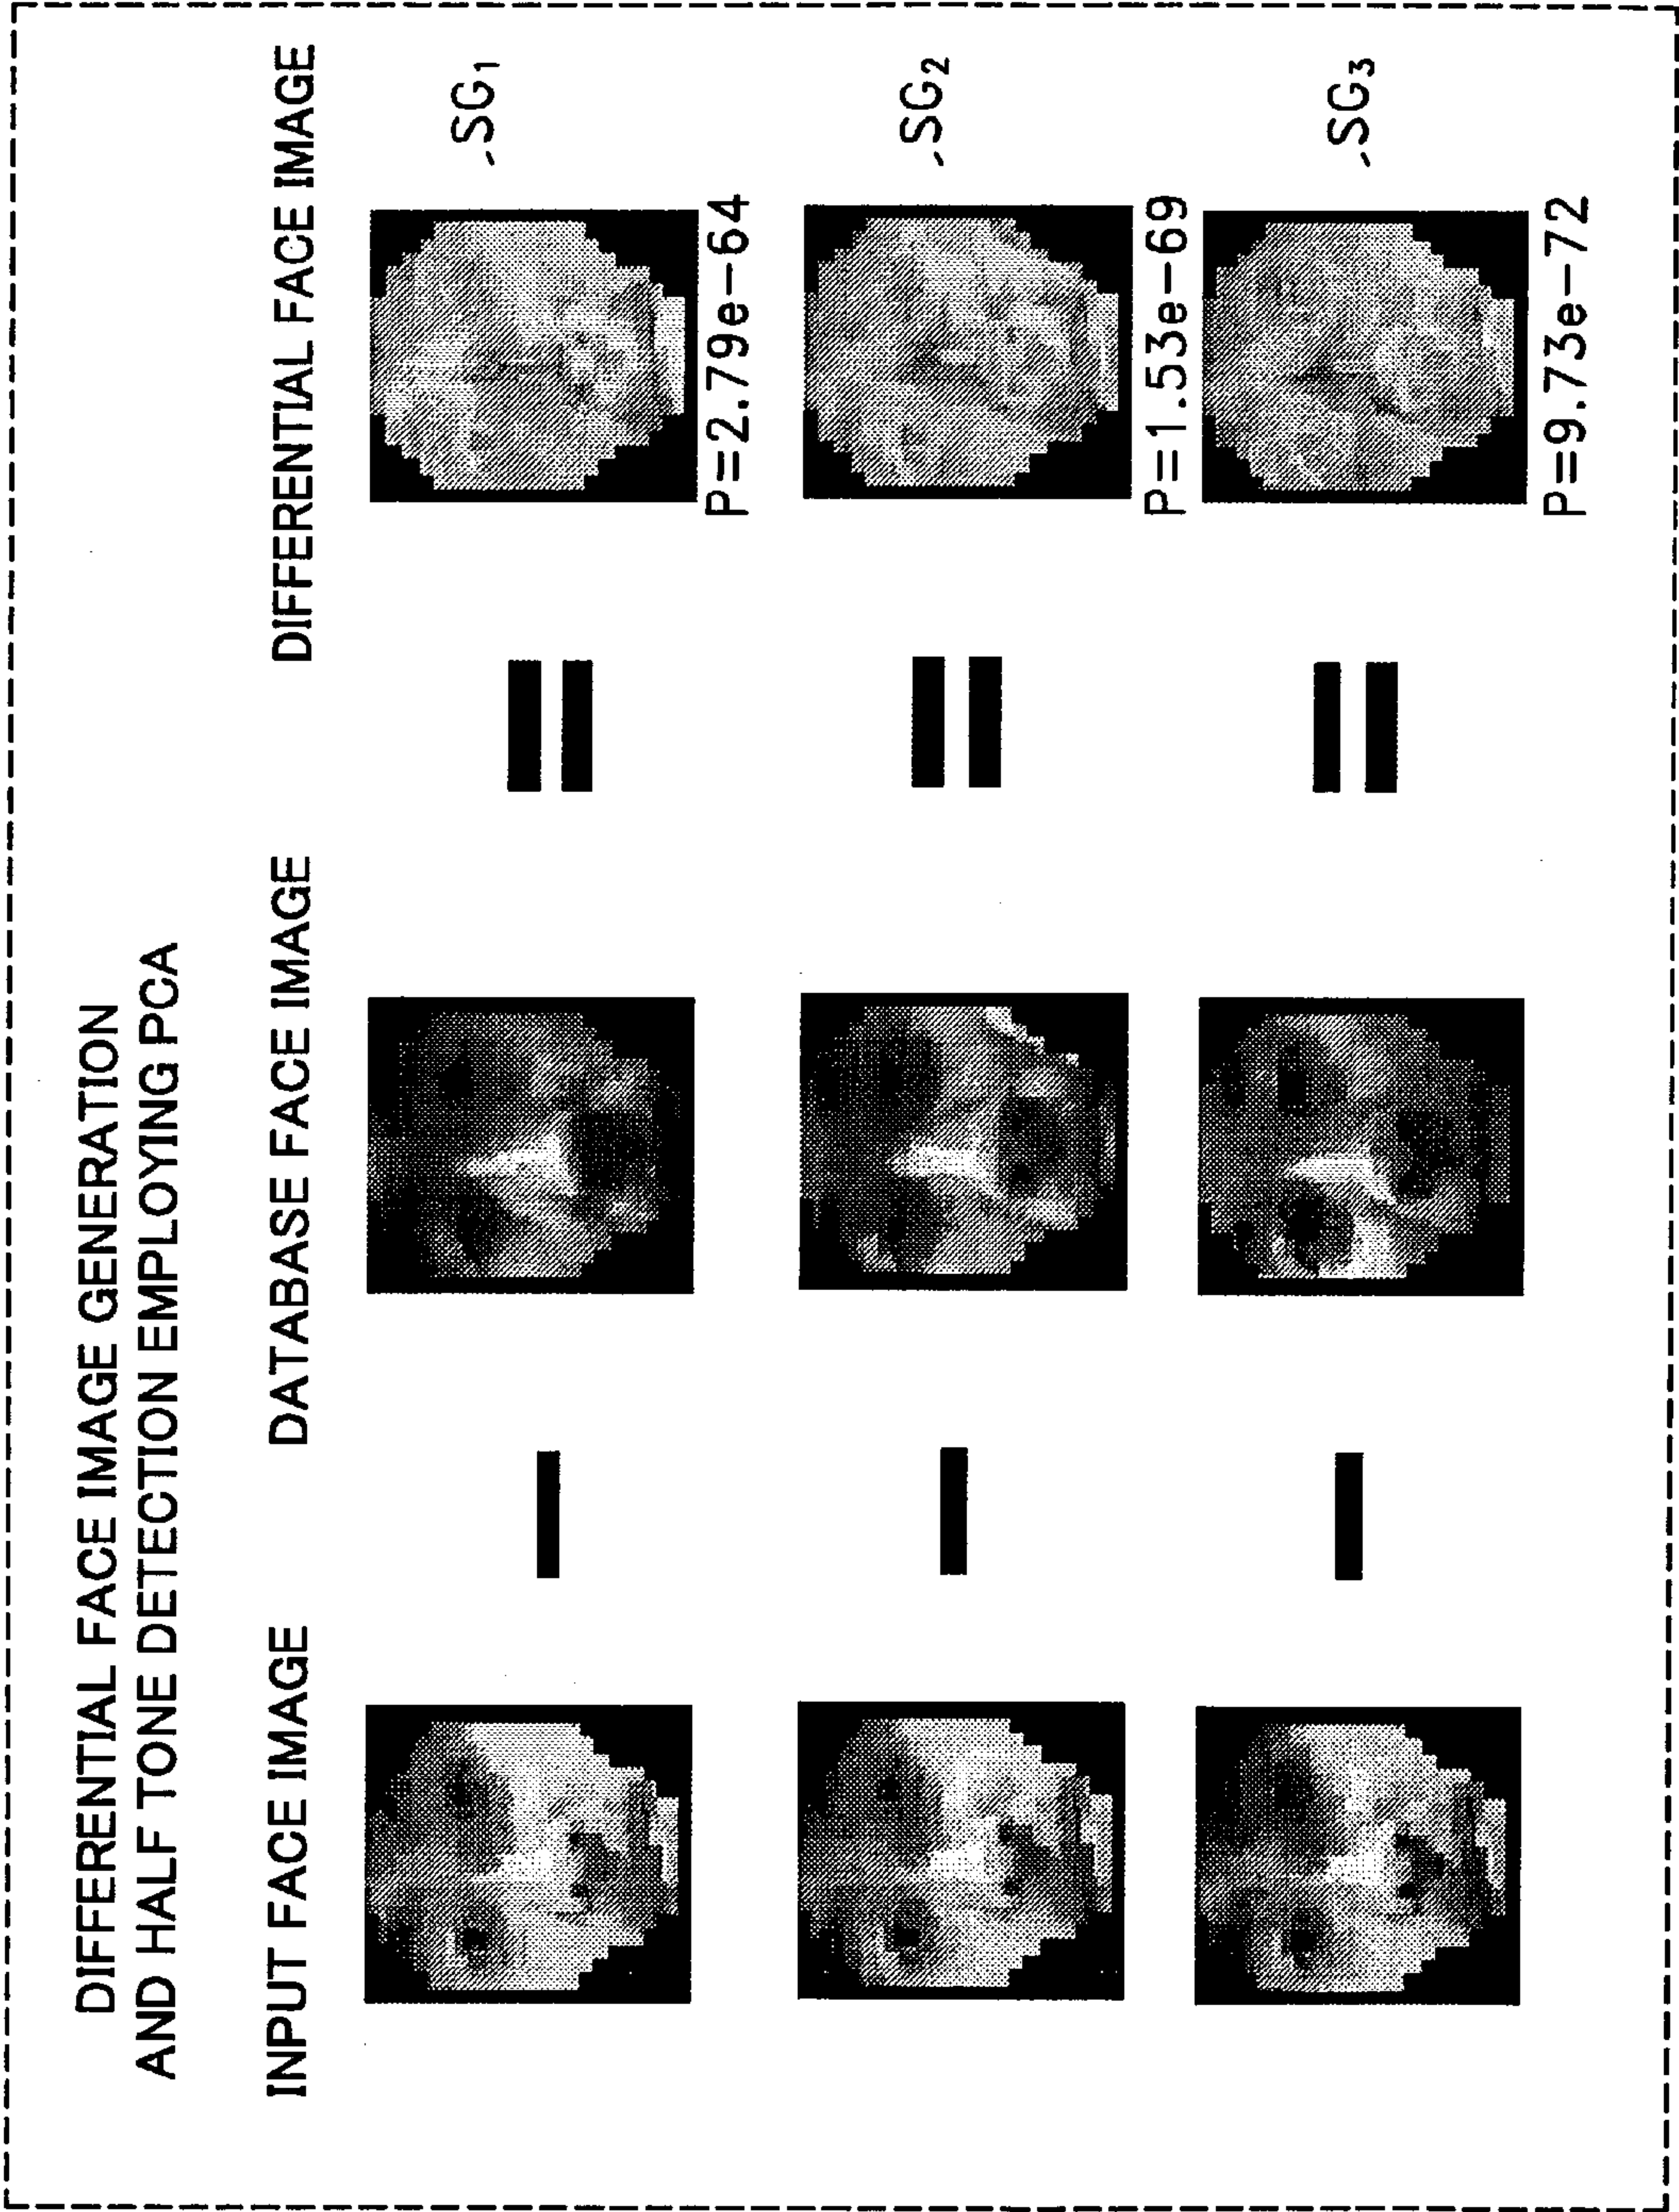 DIFFERENTIAL FACE IMAGE GENERATION
AND HALF TONE DETECTION EMPLOYING PCA
INPUT FACE IMAGE
DATABASE FACE IMAGE
DIFFERENTIAL FACE IMAGE
SG1
P=2.79e-64
SG2
P=1.53e-69
SG3
P=9.73e-72